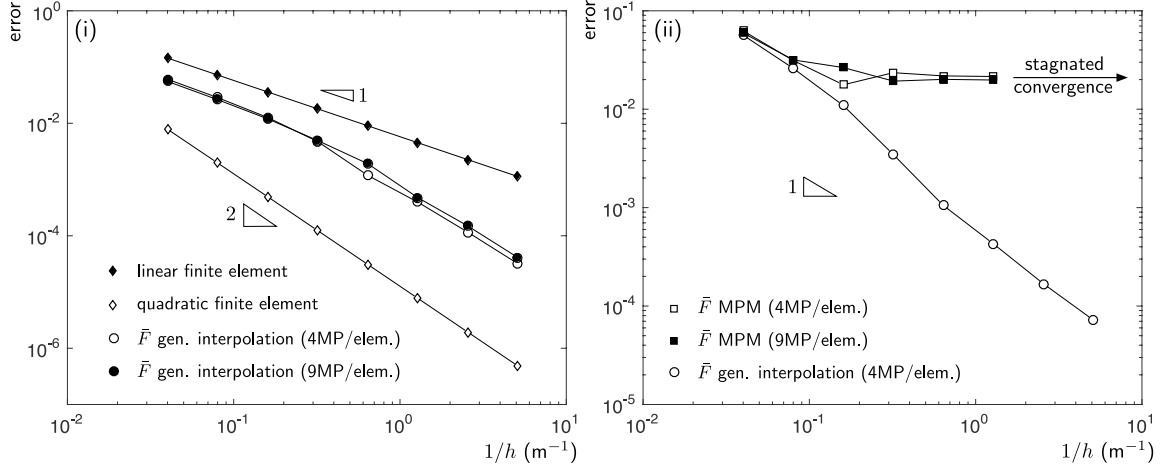 error
(i)
10^0
10^-2
10^-4
10^-6
1
2
linear finite element
quadratic finite element
F̄ gen. interpolation (4MP/elem.)
F̄ gen. interpolation (9MP/elem.)
10^-2
10^-1
10^0
10^1
1/h (m^-1)
error
(ii)
10^-1
10^-2
10^-3
10^-4
10^-5
stagnated
convergence
1
F̄ MPM (4MP/elem.)
F̄ MPM (9MP/elem.)
F̄ gen. interpolation (4MP/elem.)
10^-2
10^-1
10^0
10^1
1/h (m^-1)